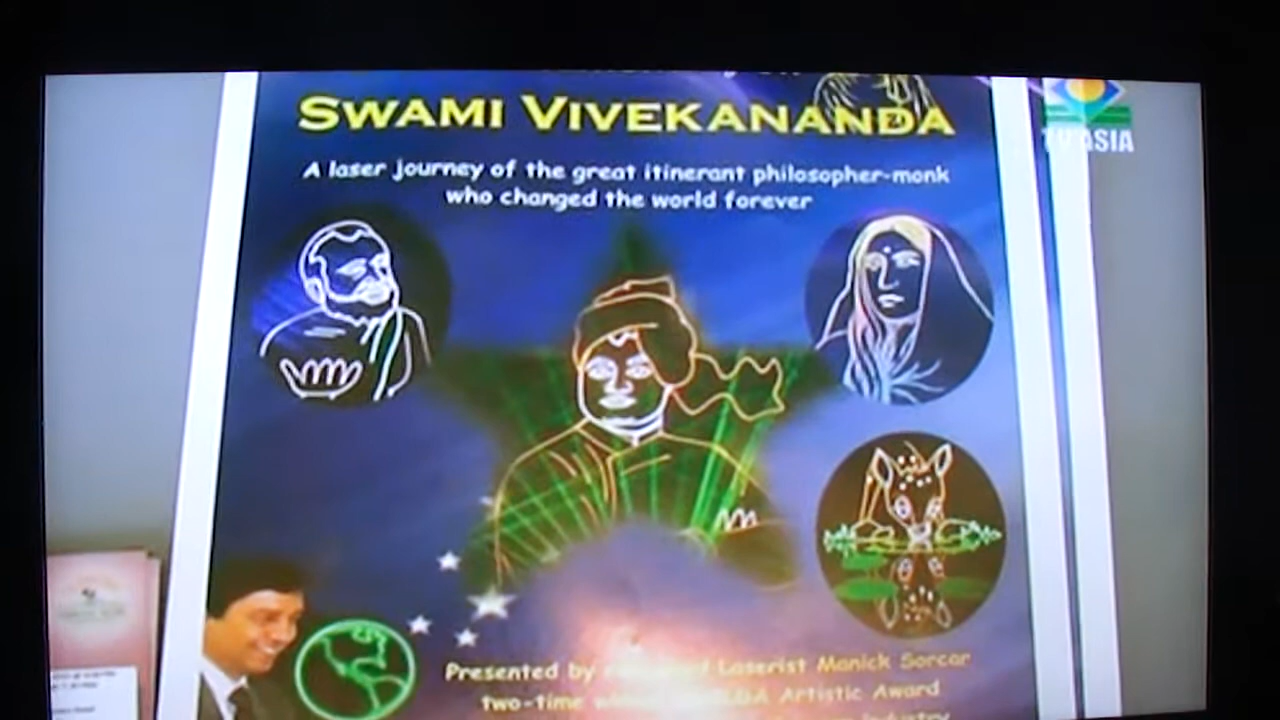 SWAMI VIVEKANANDA
TV ASIA
A laser journey of the great itinerant philosopher-monk
who changed the world forever
Presented by Laserist Manick Sorcar
two-time Artistic Award
Industry